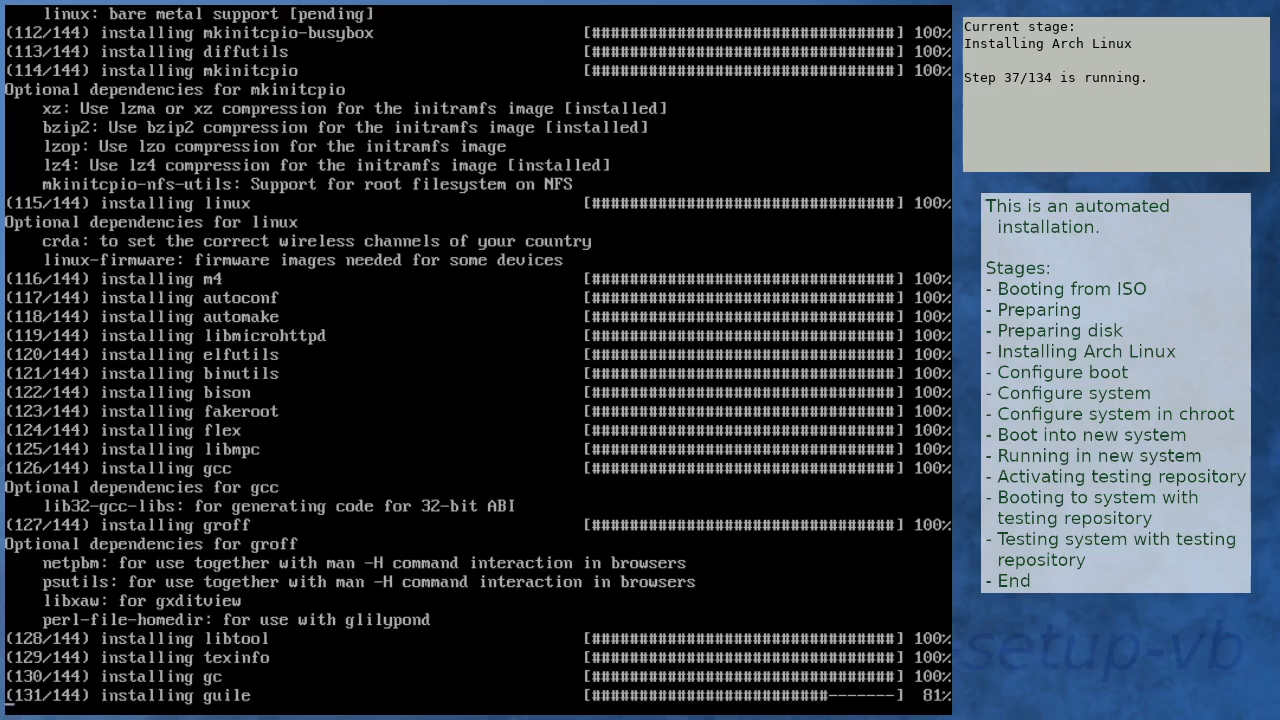 linux: bare metal support [pending]
(112/144) installing mkinitcpio-busybox [################################] 100%
(113/144) installing diffutils [################################] 100%
(114/144) installing mkinitcpio [################################] 100%
Optional dependencies for mkinitcpio
xz: Use lzma or xz compression for the initramfs image [installed]
bzip2: Use bzip2 compression for the initramfs image [installed]
lzop: Use lzo compression for the initramfs image
lz4: Use lz4 compression for the initramfs image [installed]
mkinitcpio-nfs-utils: Support for root filesystem on NFS
(115/144) installing linux [################################] 100%
Optional dependencies for linux
crda: to set the correct wireless channels of your country
linux-firmware: firmware images needed for some devices
(116/144) installing m4 [################################] 100%
(117/144) installing autoconf [################################] 100%
(118/144) installing automake [################################] 100%
(119/144) installing libmicrohttpd [################################] 100%
(120/144) installing elfutils [################################] 100%
(121/144) installing binutils [################################] 100%
(122/144) installing bison [################################] 100%
(123/144) installing fakeroot [################################] 100%
(124/144) installing flex [################################] 100%
(125/144) installing libmpc [################################] 100%
(126/144) installing gcc [################################] 100%
Optional dependencies for gcc
lib32-gcc-libs: for generating code for 32-bit ABI
(127/144) installing groff [################################] 100%
Optional dependencies for groff
netpbm: for use together with man -H command interaction in browsers
psutils: for use together with man -H command interaction in browsers
libxaw: for gxditview
perl-file-homedir: for use with glilypond
(128/144) installing libtool [################################] 100%
(129/144) installing texinfo [################################] 100%
(130/144) installing gc [################################] 100%
(131/144) installing guile [#########################-------] 81%
Current stage:
Installing Arch Linux
Step 37/134 is running.
This is an automated
installation.
Stages:
- Booting from ISO
- Preparing
- Preparing disk
- Installing Arch Linux
- Configure boot
- Configure system
- Configure system in chroot
- Boot into new system
- Running in new system
- Activating testing repository
- Booting to system with
testing repository
- Testing system with testing
repository
- End
setup-vb